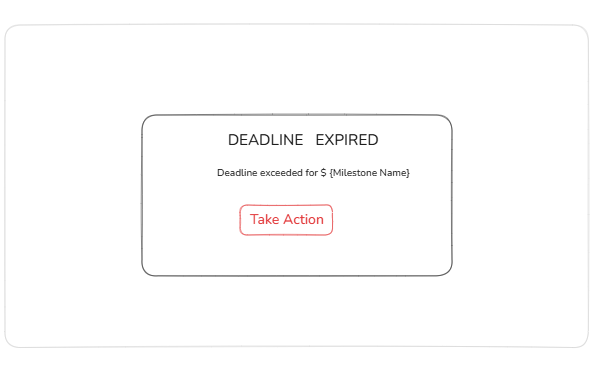 DEADLINE EXPIRED
Deadline exceeded for $ {Milestone Name}
Take Action